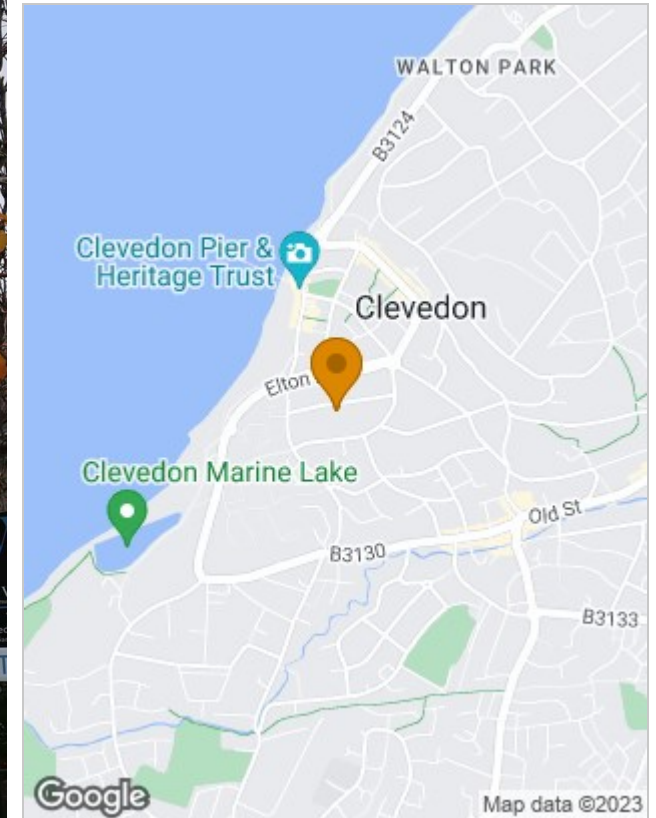 WALTON PARK
B3124
Clevedon Pier &
Heritage Trust
Clevedon
Elton
Clevedon Marine Lake
Old St
B3130
B3133
Google
Map data ©2023